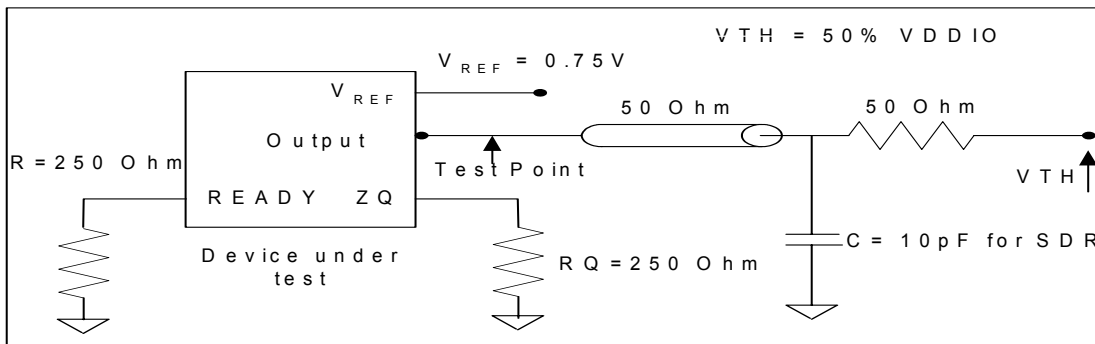 VTH = 50% VDDIO
VREF = 0.75V
VREF
50 Ohm
50 Ohm
Output
R=250 Ohm
Test Point
VTH
READY
ZQ
Device under
test
RQ=250 Ohm
C= 10pF for SDR